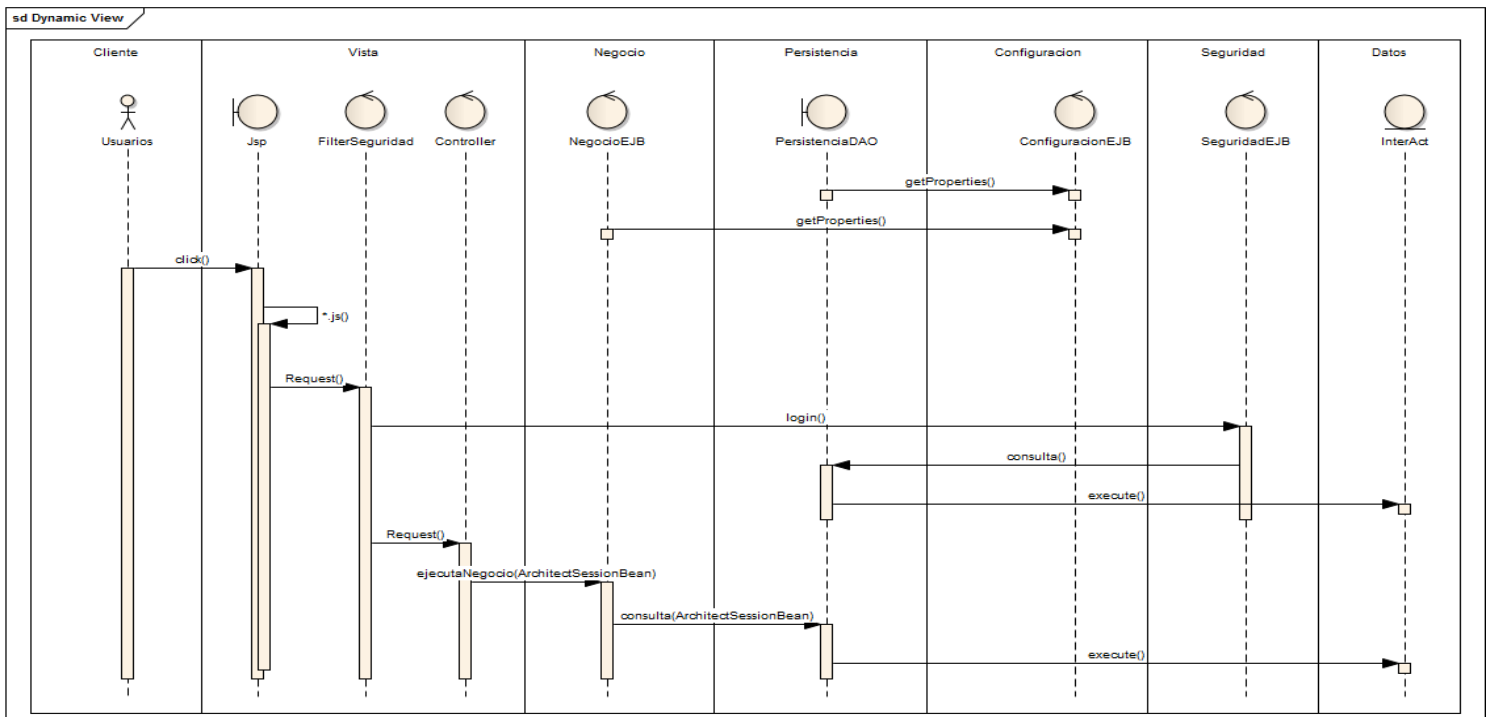 sd Dynamic View
Cliente
Vista
Negocio
Persistencia
Configuracion
Seguridad
Datos
Usuarios
Jsp
FilterSeguridad
Controller
NegocioEJB
PersistenciaDAO
ConfiguracionEJB
SeguridadEJB
InterAct
getProperties()
getProperties()
click()
*.js()
Request()
login()
consulta()
execute()
Request()
ejecutaNegocio(ArchitectSessionBean)
consulta(ArchitectSessionBean)
execute()